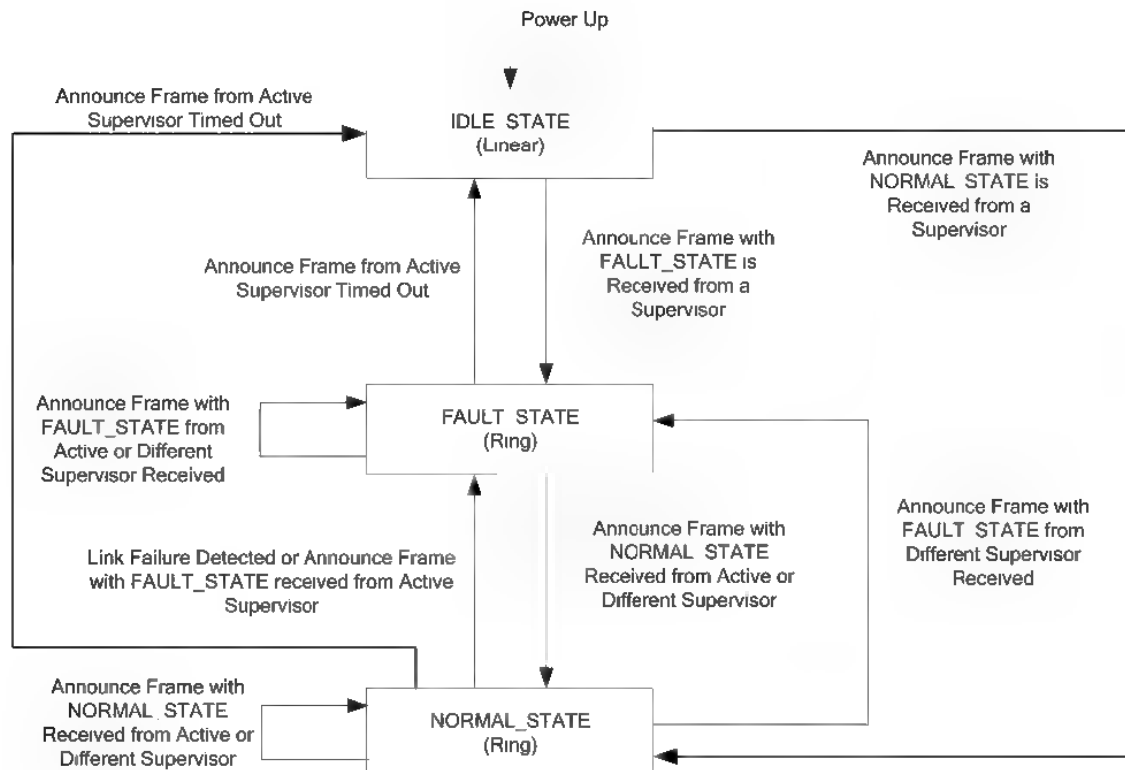 Power Up
Announce Frame from Active
Supervisor Timed Out
IDLE STATE
(Linear)
Announce Frame with
NORMAL STATE is
Received from a
Supervisor
Announce Frame with
FAULT_STATE is
Received from a
Supervisor
Announce Frame from Active
Supervisor Timed Out
Announce Frame with
FAULT_STATE from
Active or Different
Supervisor Received
FAULT STATE
(Ring)
Announce Frame with
FAULT STATE from
Different Supervisor
Received
Announce Frame with
NORMAL STATE
Received from Active or
Different Supervisor
Link Failure Detected or Announce Frame
with FAULT_STATE received from Active
Supervisor
Announce Frame with
NORMAL STATE
Received from Active or
Different Supervisor
NORMAL_STATE
(Ring)